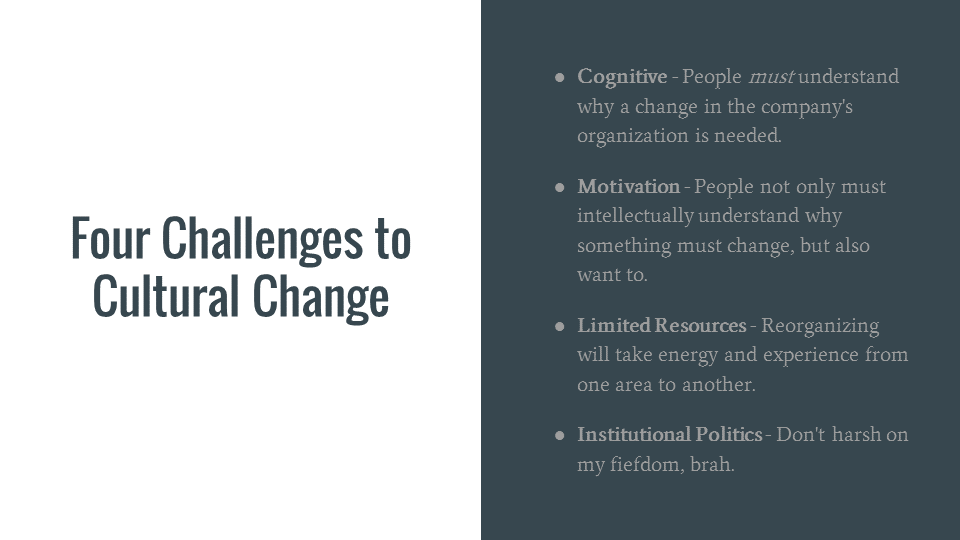 Four Challenges to
Cultural Change
● Cognitive - People must understand
why a change in the company's
organization is needed.
● Motivation - People not only must
intellectually understand why
something must change, but also
want to.
● Limited Resources - Reorganizing
will take energy and experience from
one area to another.
● Institutional Politics - Don't harsh on
my fiefdom, brah.